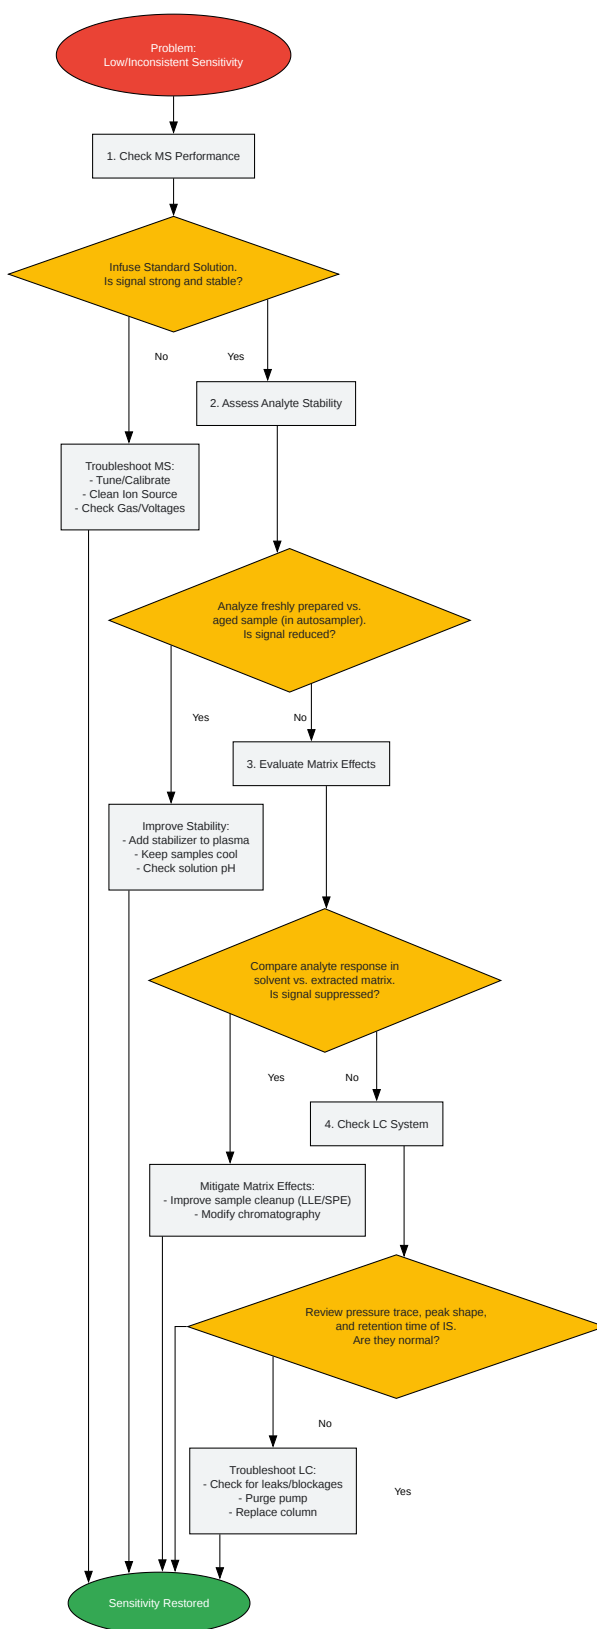 Problem:
Low/Inconsistent Sensitivity
1. Check MS Performance
Infuse Standard Solution.
Is signal strong and stable?
No
Yes
2. Assess Analyte Stability
Troubleshoot MS:
- Tune/Calibrate
- Clean Ion Source
- Check Gas/Voltages
Analyze freshly prepared vs.
aged sample (in autosampler).
Is signal reduced?
Yes
No
3. Evaluate Matrix Effects
Improve Stability:
- Add stabilizer to plasma
- Keep samples cool
- Check solution pH
Compare analyte response in
solvent vs. extracted matrix.
Is signal suppressed?
Yes
No
4. Check LC System
Mitigate Matrix Effects:
- Improve sample cleanup (LLE/SPE)
- Modify chromatography
Review pressure trace, peak shape,
and retention time of IS.
Are they normal?
No
Troubleshoot LC:
- Check for leaks/blockages
- Purge pump
- Replace column
Yes
Sensitivity Restored